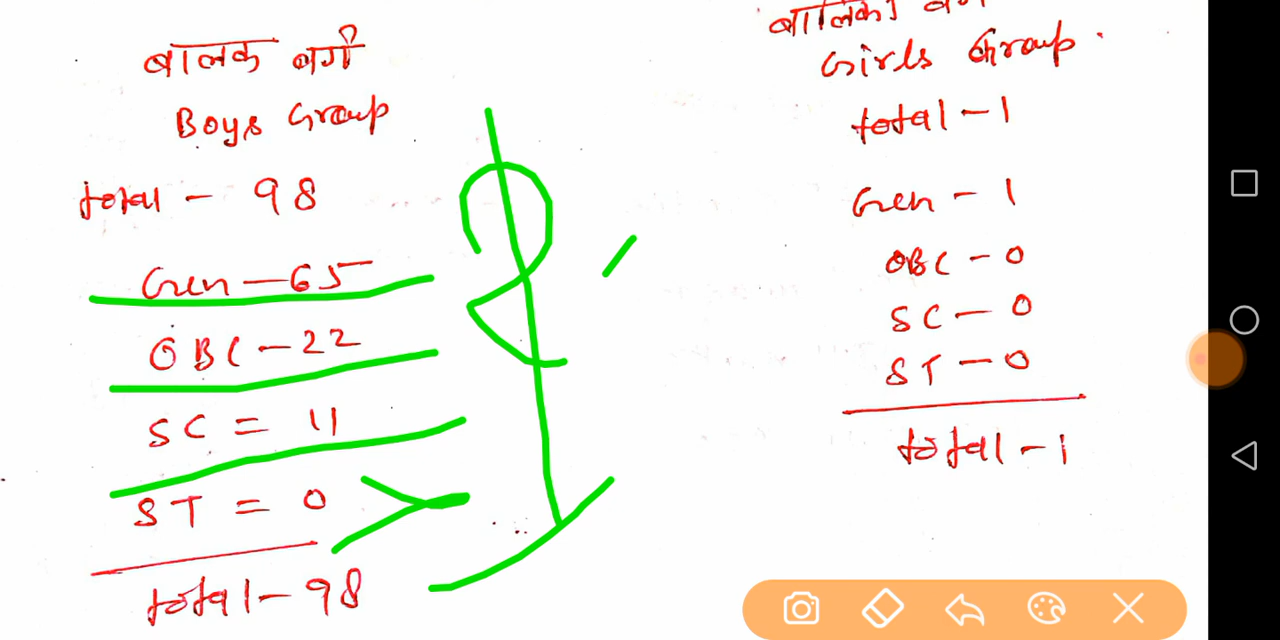 बालक वर्ग
Boys Group
total - 98
Gen - 65
OBC - 22
SC = 11
ST = 0
total - 98
बालिका वर्ग
Girls Group
total - 1
Gen - 1
OBC - 0
SC - 0
ST - 0
total - 1